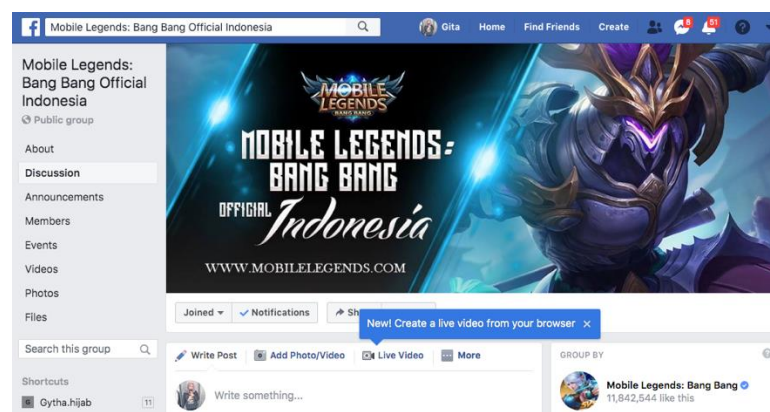 Mobile Legends: Bang Bang Official Indonesia
Gita
Home
Find Friends
Create
8
51
Mobile Legends:
Bang Bang Official
Indonesia
Public group
About
Discussion
Announcements
Members
Events
Videos
Photos
Files
Search this group
Shortcuts
Gytha.hijab
11
MOBILE
LEGENDS
BANG BANG
MOBILE LEGENDS:
BANG BANG
OFFICIAL Indonesia
WWW.MOBILELEGENDS.COM
Joined
Notifications
Sh
New! Create a live video from your browser
Write Post
Add Photo/Video
Live Video
More
Write something...
GROUP BY
Mobile Legends: Bang Bang
11,842,544 like this